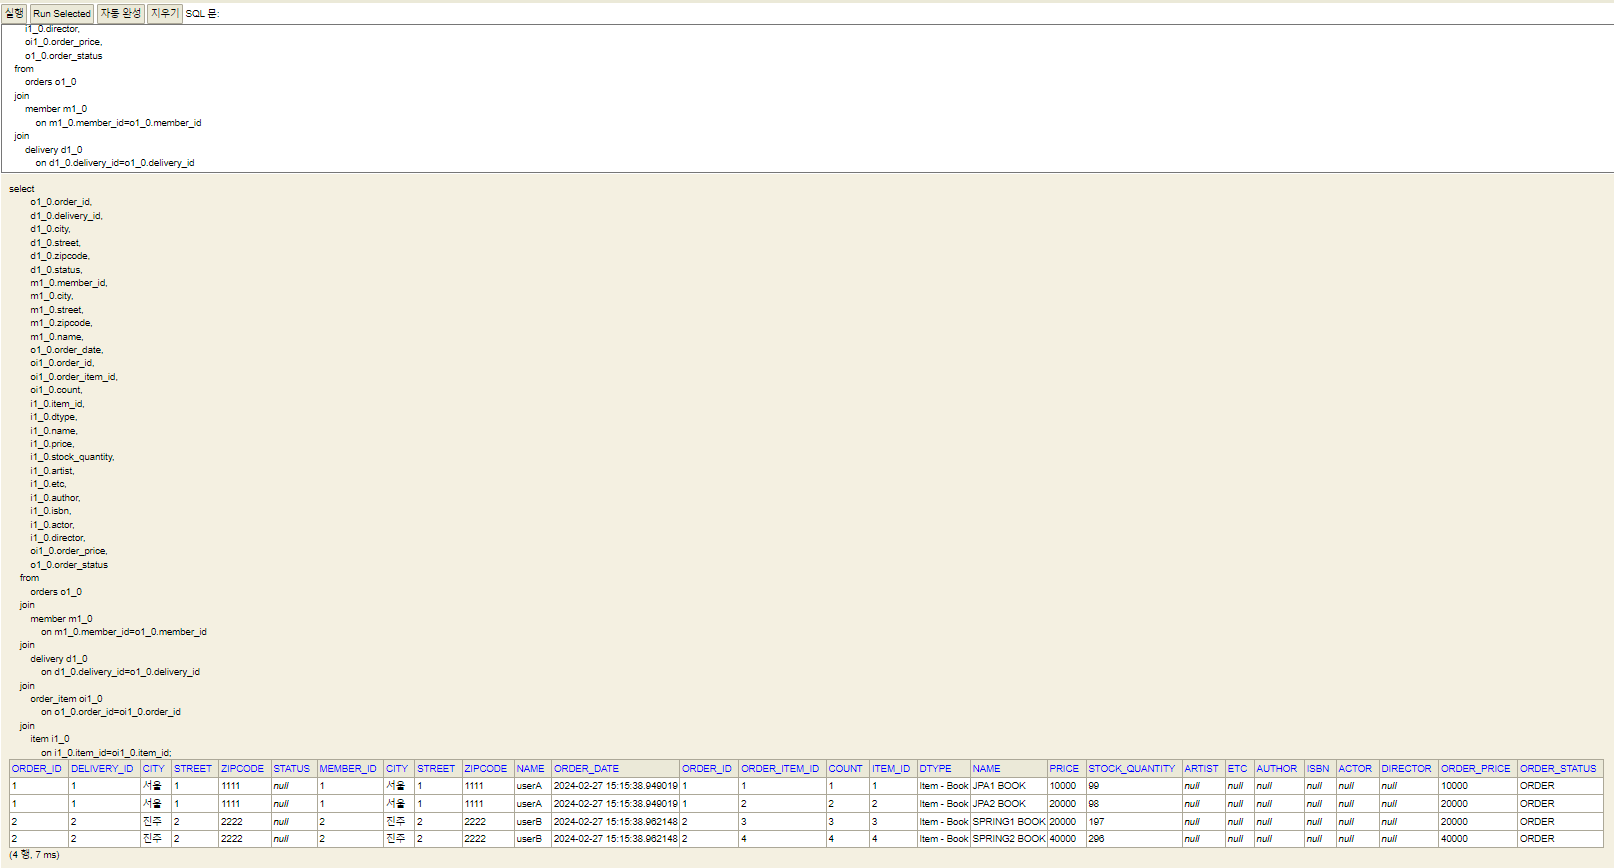 실행 Run Selected 자동 완성 지우기 SQL 문:
i1_0.director,
oi1_0.order_price,
o1_0.order_status
from
orders o1_0
join
member m1_0
on m1_0.member_id=o1_0.member_id
join
delivery d1_0
on d1_0.delivery_id=o1_0.delivery_id
select
o1_0.order_id,
d1_0.delivery_id,
d1_0.city,
d1_0.street,
d1_0.zipcode,
d1_0.status,
m1_0.member_id,
m1_0.city,
m1_0.street,
m1_0.zipcode,
m1_0.name,
o1_0.order_date,
oi1_0.order_id,
oi1_0.order_item_id,
oi1_0.count,
i1_0.item_id,
i1_0.dtype,
i1_0.name,
i1_0.price,
i1_0.stock_quantity,
i1_0.artist,
i1_0.etc,
i1_0.author,
i1_0.isbn,
i1_0.actor,
i1_0.director,
oi1_0.order_price,
o1_0.order_status
from
orders o1_0
join
member m1_0
on m1_0.member_id=o1_0.member_id
join
delivery d1_0
on d1_0.delivery_id=o1_0.delivery_id
join
order_item oi1_0
on o1_0.order_id=oi1_0.order_id
join
item i1_0
on i1_0.item_id=oi1_0.item_id;
ORDER_ID DELIVERY_ID CITY STREET ZIPCODE STATUS MEMBER_ID CITY STREET ZIPCODE NAME ORDER_DATE ORDER_ID ORDER_ITEM_ID COUNT ITEM_ID DTYPE NAME PRICE STOCK_QUANTITY ARTIST ETC AUTHOR ISBN ACTOR DIRECTOR ORDER_PRICE ORDER_STATUS
1 1 서울 1 1111 null 1 서울 1 1111 userA 2024-02-27 15:15:38.949019 1 1 1 1 Item - Book JPA1 BOOK 10000 99 null null null null null null 10000 ORDER
1 1 서울 1 1111 null 1 서울 1 1111 userA 2024-02-27 15:15:38.949019 1 2 2 2 Item - Book JPA2 BOOK 20000 98 null null null null null null 20000 ORDER
2 2 진주 2 2222 null 2 진주 2 2222 userB 2024-02-27 15:15:38.962148 2 3 3 3 Item - Book SPRING1 BOOK 20000 197 null null null null null null 20000 ORDER
2 2 진주 2 2222 null 2 진주 2 2222 userB 2024-02-27 15:15:38.962148 2 4 4 4 Item - Book SPRING2 BOOK 40000 296 null null null null null null 40000 ORDER
(4 행, 7 ms)